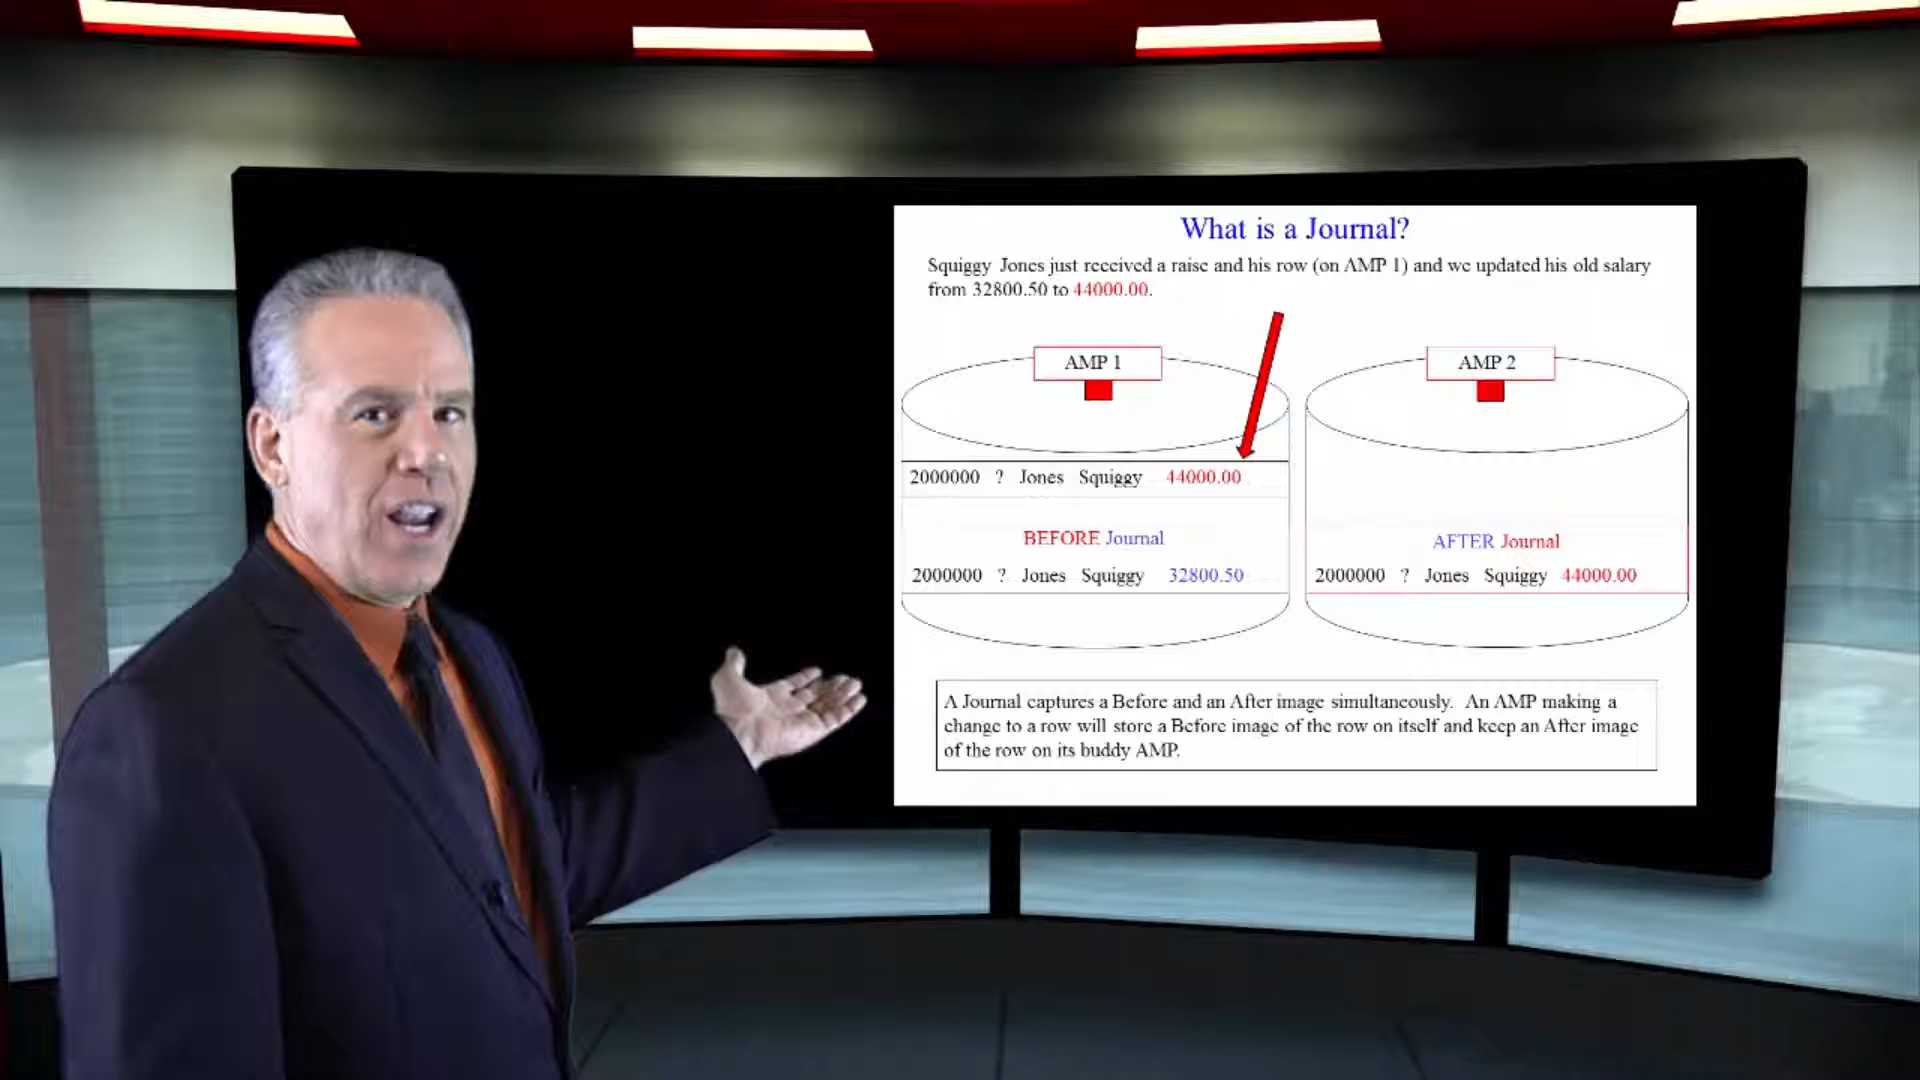 What is a Journal?
Squiggy Jones just received a raise and his row (on AMP 1) and we updated his old salary
from 32800.50 to 44000.00.
AMP 1
AMP 2
2000000 ? Jones Squiggy 44000.00
BEFORE Journal
AFTER Journal
2000000 ? Jones Squiggy 32800.50
2000000 ? Jones Squiggy 44000.00
A Journal captures a Before and an After image simultaneously. An AMP making a
change to a row will store a Before image of the row on itself and keep an After image
of the row on its buddy AMP.